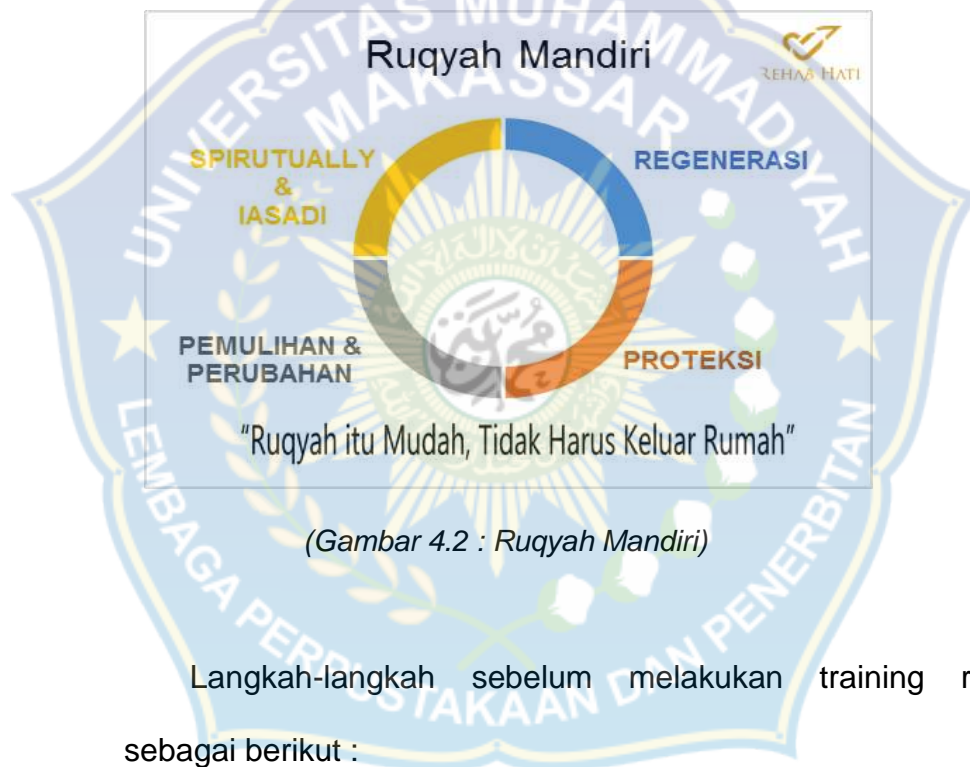 UNIVERSITAS MUHAMMADIYAH
MAKASSAR
Ruqyah Mandiri
REHAB HATI
SPIRUTUALLY
&
IASADI
REGENERASI
PEMULIHAN &
PERUBAHAN
PROTEKSI
“Ruqyah itu Mudah, Tidak Harus Keluar Rumah”
(Gambar 4.2 : Ruqyah Mandiri)
LEMBAGA PERPUSTAKAAN DAN PENERBITAN
Langkah-langkah sebelum melakukan training r
sebagai berikut :